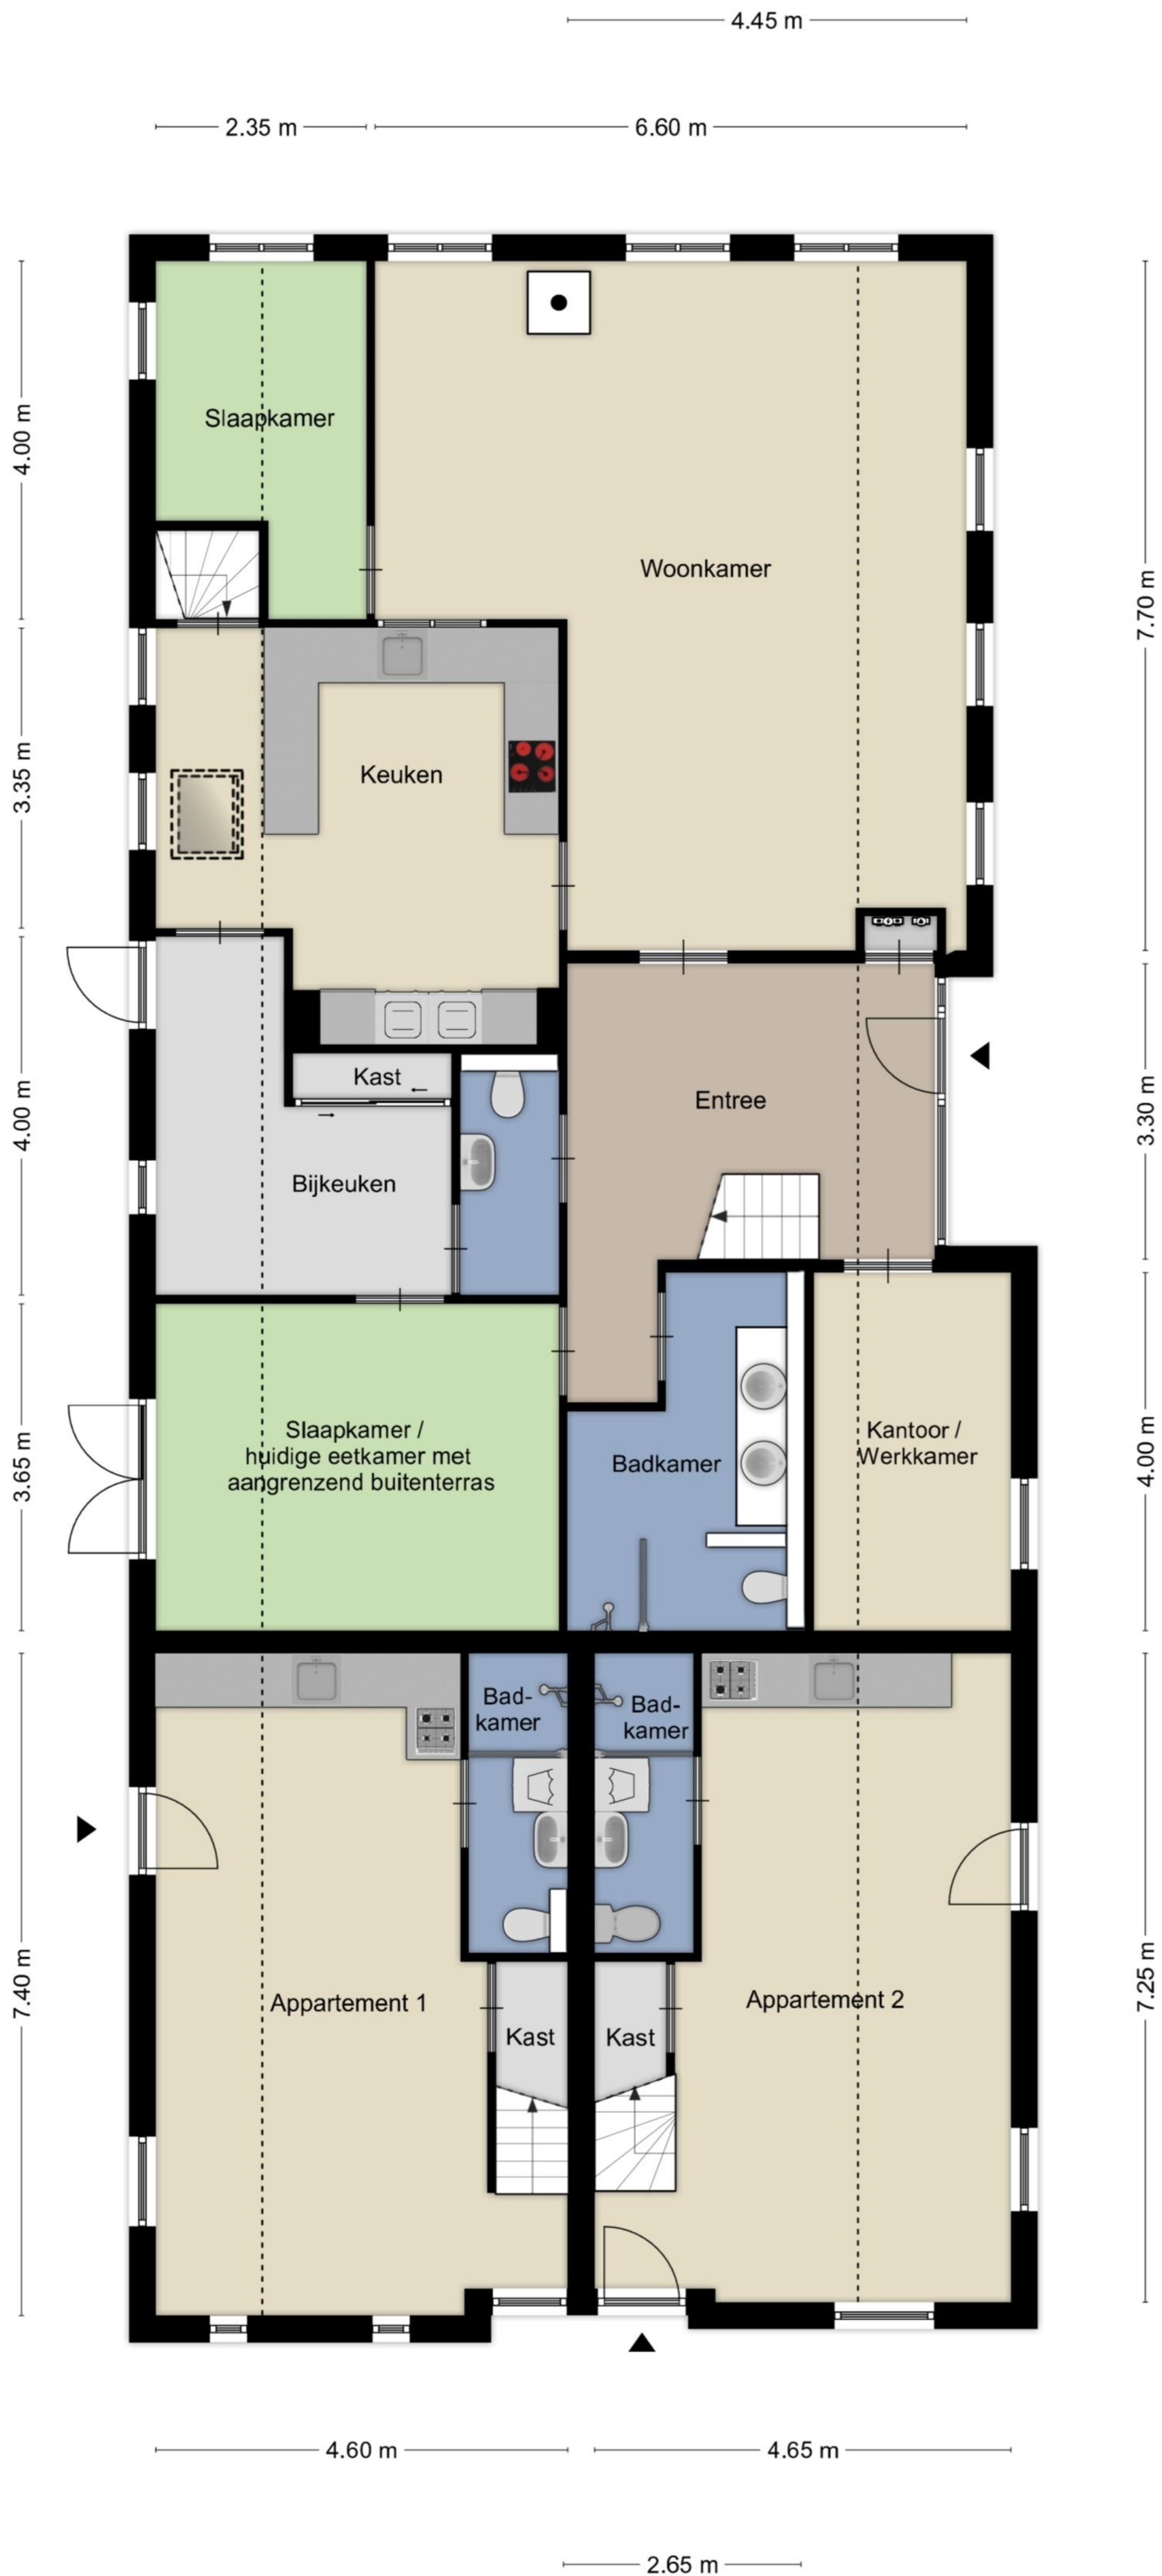 4.45 m
2.35 m
6.60 m
4.00 m
Slaapkamer
Woonkamer
7.70 m
3.35 m
Keuken
Kast
Entree
4.00 m
3.30 m
Bijkeuken
Slaapkamer /
huidige eetkamer met
aangrenzend buitenterras
3.65 m
Badkamer
Kantoor /
Werkkamer
4.00 m
Bad-
kamer
Bad-
kamer
7.40 m
Appartement 1
Appartement 2
7.25 m
Kast
Kast
4.60 m
4.65 m
2.65 m